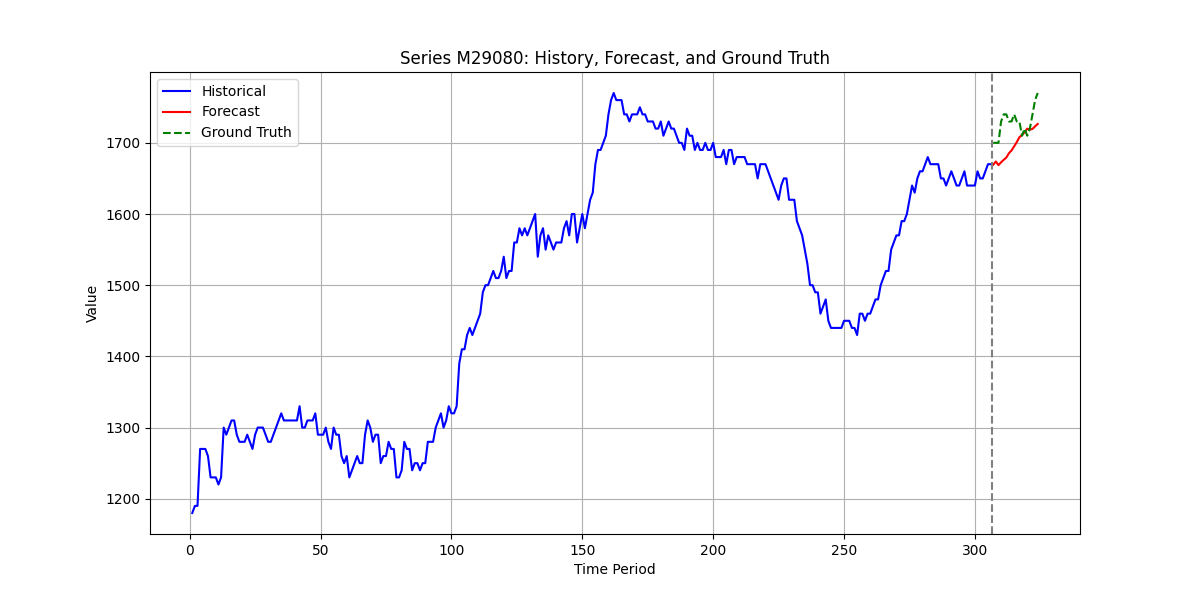 Series M29080: History, Forecast, and Ground Truth
Historical
Forecast
Ground Truth
Value
1700
1600
1500
1400
1300
1200
0 50 100 150 200 250 300
Time Period